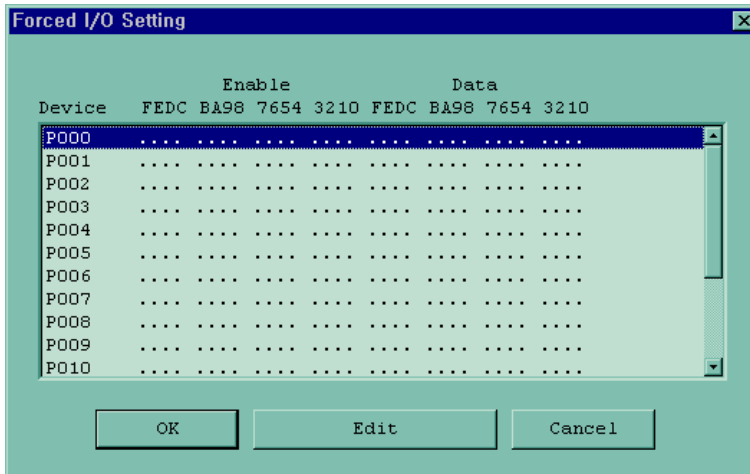 Forced I/O Setting
Enable Data
Device FEDC BA98 7654 3210 FEDC BA98 7654 3210
P000 .... .... .... .... .... .... .... ....
P001 .... .... .... .... .... .... .... ....
P002 .... .... .... .... .... .... .... ....
P003 .... .... .... .... .... .... .... ....
P004 .... .... .... .... .... .... .... ....
P005 .... .... .... .... .... .... .... ....
P006 .... .... .... .... .... .... .... ....
P007 .... .... .... .... .... .... .... ....
P008 .... .... .... .... .... .... .... ....
P009 .... .... .... .... .... .... .... ....
P010 .... .... .... .... .... .... .... ....
OK Edit Cancel